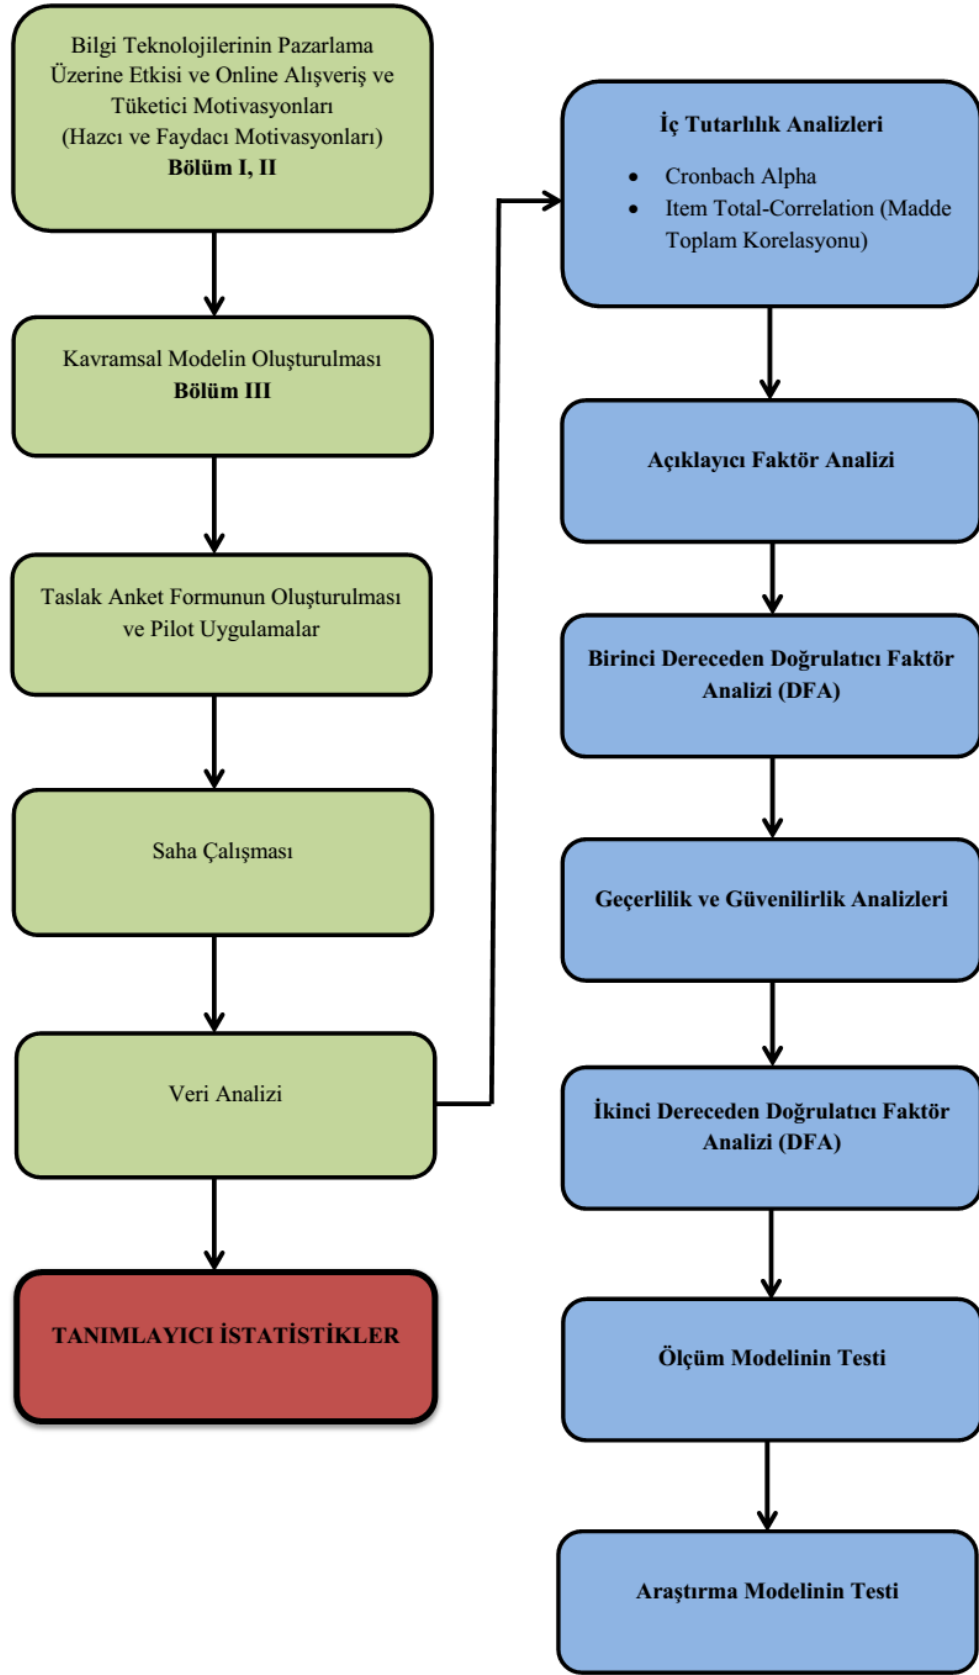 Bilgi Teknolojilerinin Pazarlama
Üzerine Etkisi ve Online Alışveriş ve
Tüketici Motivasyonları
(Hazcı ve Faydacı Motivasyonları)
Bölüm I, II
Kavramsal Modelin Oluşturulması
Bölüm III
Taslak Anket Formunun Oluşturulması
ve Pilot Uygulamalar
Saha Çalışması
Veri Analizi
TANIMLAYICI İSTATİSTİKLER
İç Tutarlılık Analizleri
• Cronbach Alpha
• Item Total-Correlation (Madde
Toplam Korelasyonu)
Açıklayıcı Faktör Analizi
Birinci Dereceden Doğrulatıcı Faktör
Analizi (DFA)
Geçerlilik ve Güvenilirlik Analizleri
İkinci Dereceden Doğrulatıcı Faktör
Analizi (DFA)
Ölçüm Modelinin Testi
Araştırma Modelinin Testi